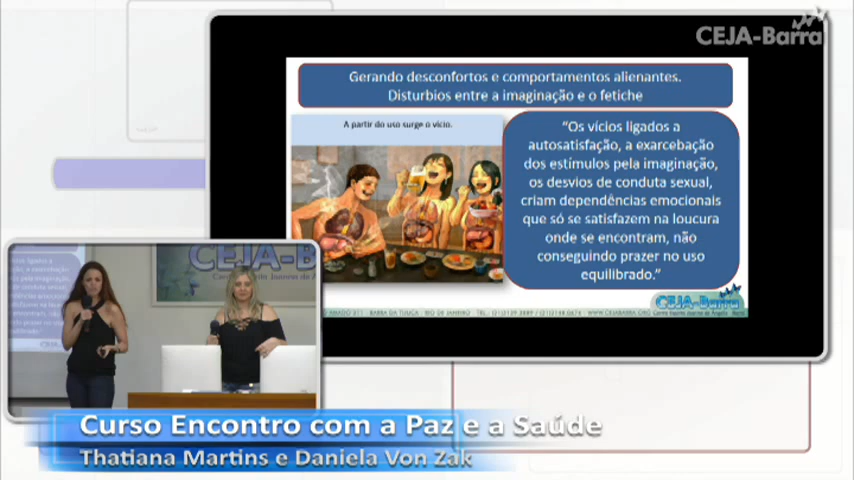 CEJA-Barra
Gerando desconfortos e comportamentos alienantes.
Disturbios entre a imaginação e o fetiche
A partir do uso surge o vício.
“Os vícios ligados a
autosatisfação, a exarcebação
dos estímulos pela imaginação,
os desvios de conduta sexual,
criam dependências emocionais
que só se satisfazem na loucura
onde se encontram, não
conseguindo prazer no uso
equilibrado.”
CEJA-Barra
BARRA DA TIJUCA - RIO DE JANEIRO
CEJA-B
Curso Encontro com a Paz e a Saúde
Thatiana Martins e Daniela Von Zak